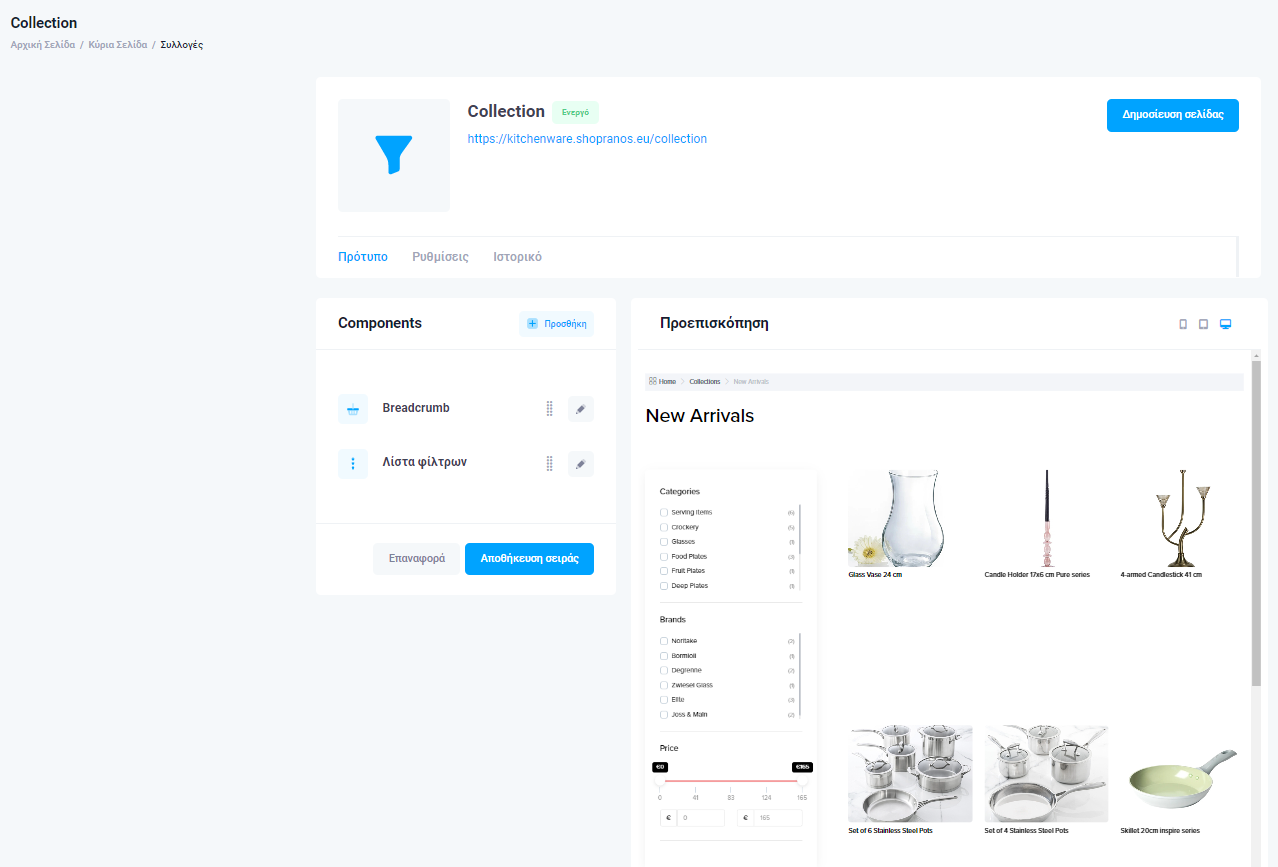 Collection
Αρχική Σελίδα / Κύρια Σελίδα / Συλλογές
Collection Ενεργό
https://kitchenware.shopranos.eu/collection
Δημοσίευση σελίδας
Πρότυπο Ρυθμίσεις Ιστορικό
Components
Προσθήκη
Breadcrumb
Λίστα φίλτρων
Επαναφορά Αποθήκευση σειράς
Προεπισκόπηση
Home Collections New Arrivals
New Arrivals
Categories
Serving Items (6)
Crockery (5)
Glasses (1)
Food Plates (3)
Fruit Plates (1)
Deep Plates (1)
Brands
Noritake (2)
Bormioli (1)
Degrenne (2)
Zwiesel Glass (1)
Elite (3)
Joss & Main (2)
Price
€0 €165
0 41 83 124 165
€ 0 € 165
Glass Vase 24 cm
Candle Holder 17x6 cm Pure series
4-armed Candlestick 41 cm
Set of 6 Stainless Steel Pots
Set of 4 Stainless Steel Pots
Skillet 20cm inspire series